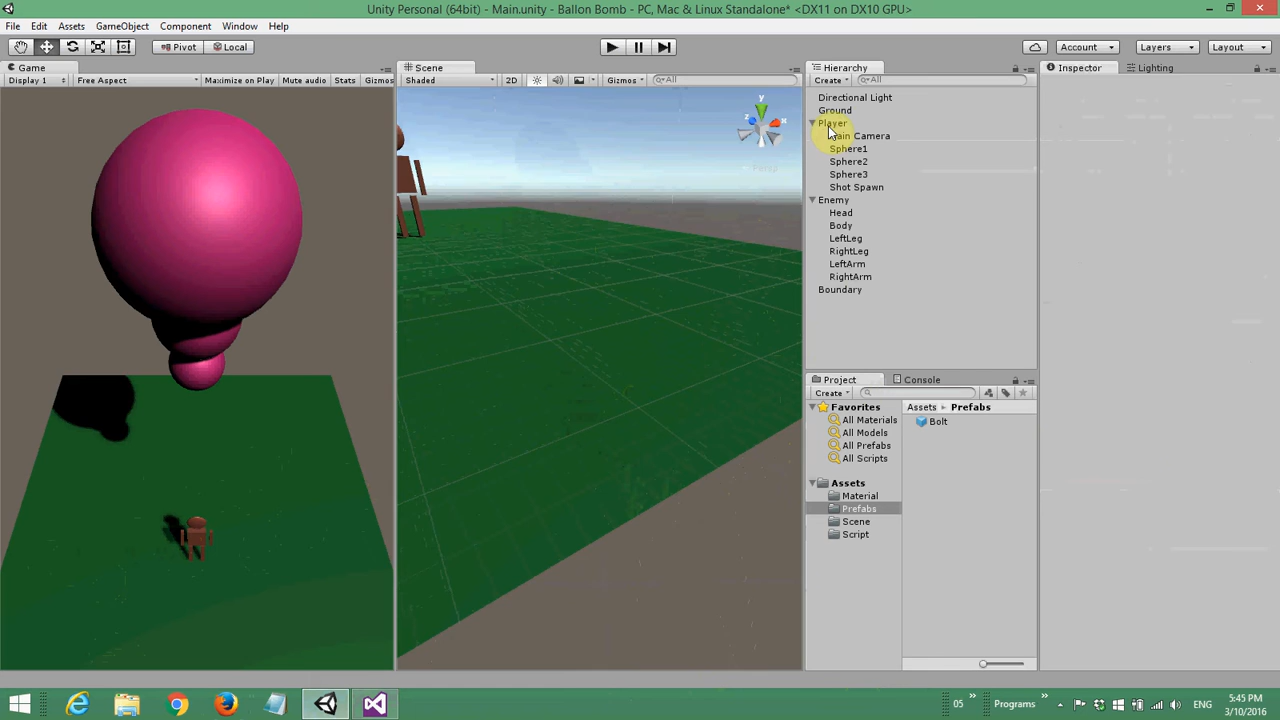 Unity Personal (64bit) - Main.unity - Ballon Bomb - PC, Mac & Linux Standalone* <DX11 on DX10 GPU>
File Edit Assets GameObject Component Window Help
Pivot Local Account Layers Layout
Game Scene Hierarchy Inspector Lighting
Display 1 Free Aspect Maximize on Play Mute audio Stats Gizmos Shaded 2D Gizmos All Create All
Directional Light
Ground
Player
Main Camera
Sphere1
Sphere2
Sphere3
Shot Spawn
Enemy
Head
Body
LeftLeg
RightLeg
LeftArm
RightArm
Boundary
y
z x
Persp
Project Console
Create
Favorites
All Materials
All Models
All Prefabs
All Scripts
Assets
Material
Prefabs
Scene
Script
Assets Prefabs
Bolt
05 » Programs » ENG
5:45 PM
3/10/2016